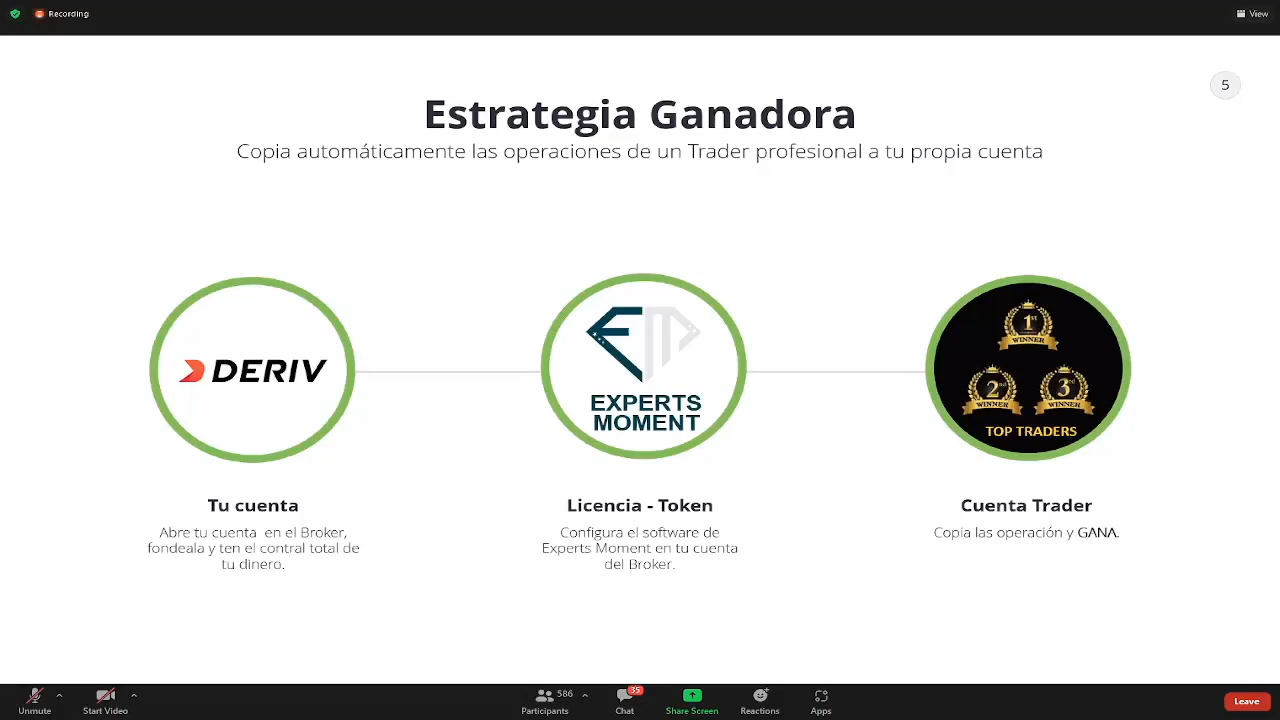 Recording
View
5
Estrategia Ganadora
Copia automáticamente las operaciones de un Trader profesional a tu propia cuenta
DERIV
EM
EXPERTS
MOMENT
1st
WINNER
2nd
WINNER
3rd
WINNER
TOP TRADERS
Tu cuenta
Abre tu cuenta en el Broker,
fondeala y ten el contral total de
tu dinero.
Licencia - Token
Configura el software de
Experts Moment en tu cuenta
del Broker.
Cuenta Trader
Copia las operación y GANA.
Unmute
Start Video
586
Participants
35
Chat
Share Screen
Reactions
Apps
Leave